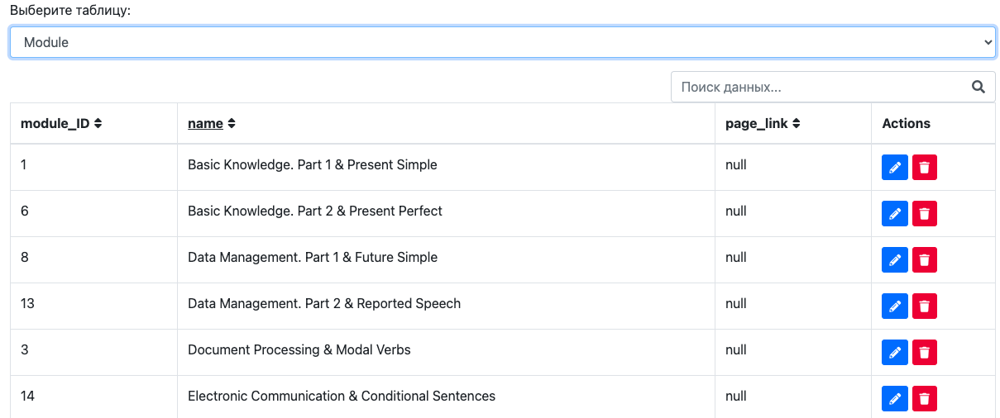 Выберите таблицу:
Module
Поиск данных...
module_ID name page_link Actions
1 Basic Knowledge. Part 1 & Present Simple null
6 Basic Knowledge. Part 2 & Present Perfect null
8 Data Management. Part 1 & Future Simple null
13 Data Management. Part 2 & Reported Speech null
3 Document Processing & Modal Verbs null
14 Electronic Communication & Conditional Sentences null